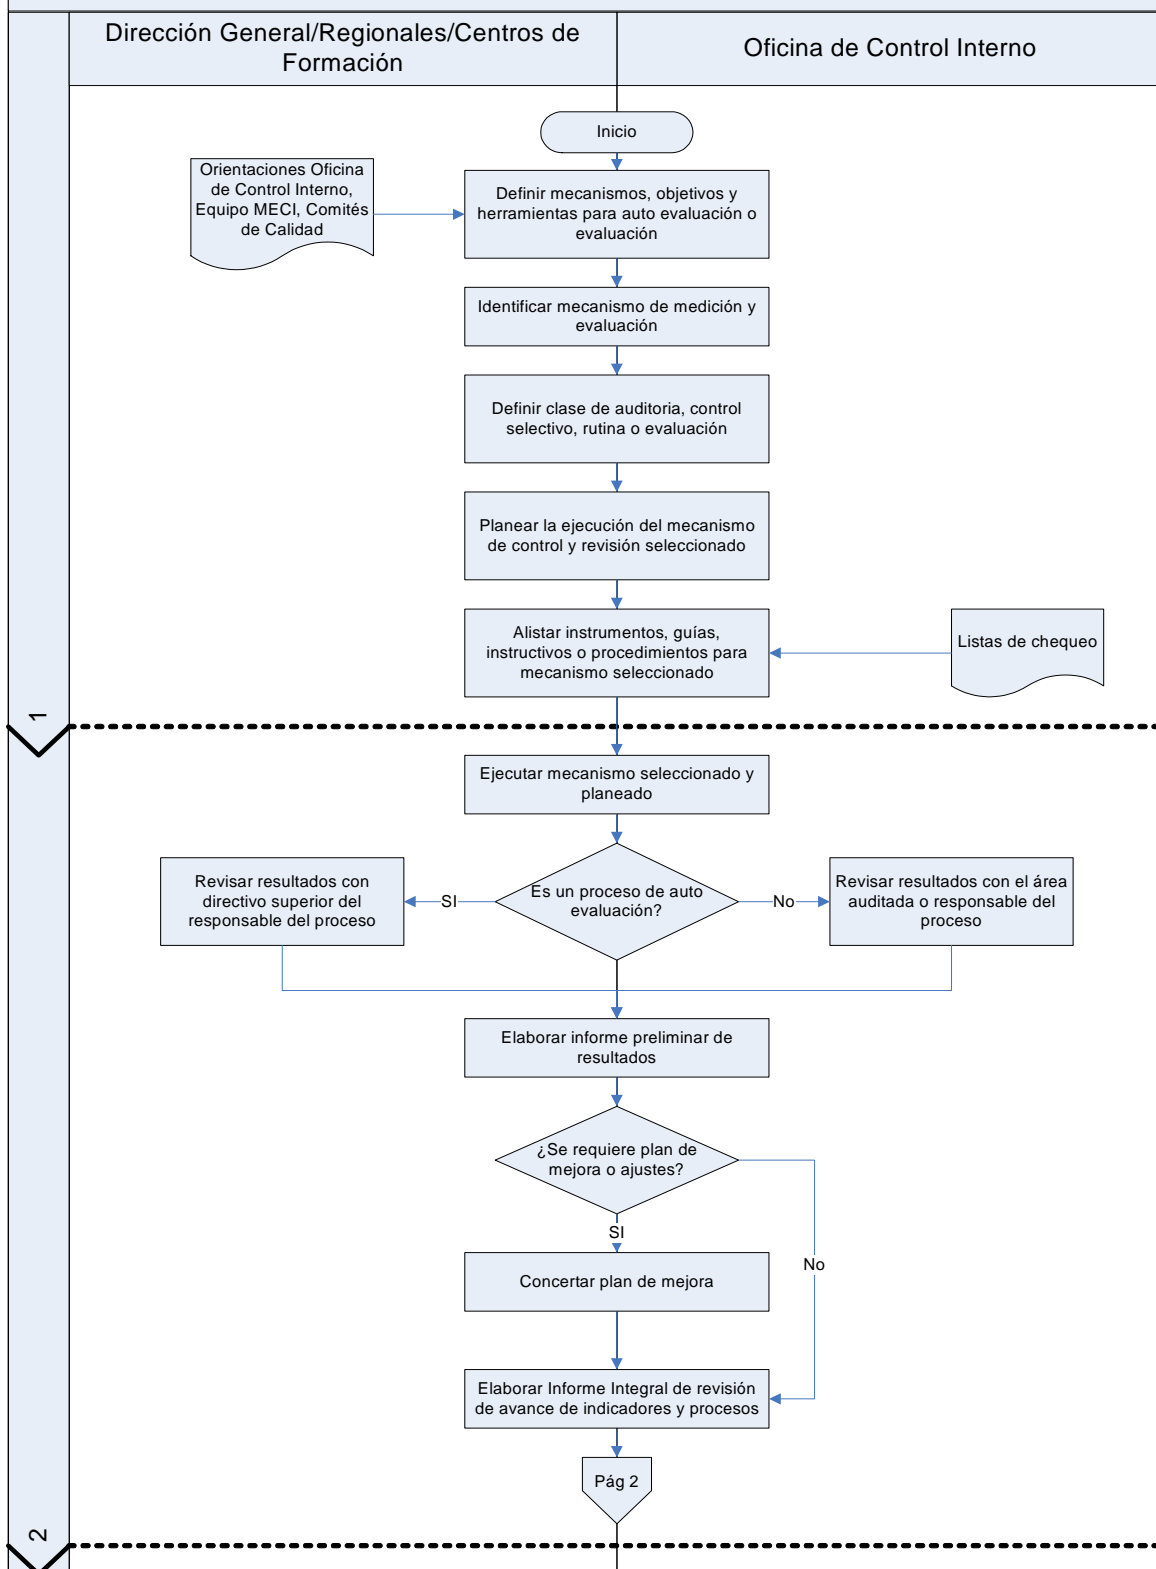 Dirección General/Regionales/Centros de
Formación
Oficina de Control Interno
Inicio
Orientaciones Oficina
de Control Interno,
Equipo MECI, Comités
de Calidad
Definir mecanismos, objetivos y
herramientas para auto evaluación o
evaluación
Identificar mecanismo de medición y
evaluación
Definir clase de auditoria, control
selectivo, rutina o evaluación
Planear la ejecución del mecanismo
de control y revisión seleccionado
Alistar instrumentos, guías,
instructivos o procedimientos para
mecanismo seleccionado
Listas de chequeo
1
Ejecutar mecanismo seleccionado y
planeado
Revisar resultados con
directivo superior del
responsable del proceso
SI
Es un proceso de auto
evaluación?
No
Revisar resultados con el área
auditada o responsable del
proceso
Elaborar informe preliminar de
resultados
¿Se requiere plan de
mejora o ajustes?
SI
No
Concertar plan de mejora
Elaborar Informe Integral de revisión
de avance de indicadores y procesos
Pág 2
2